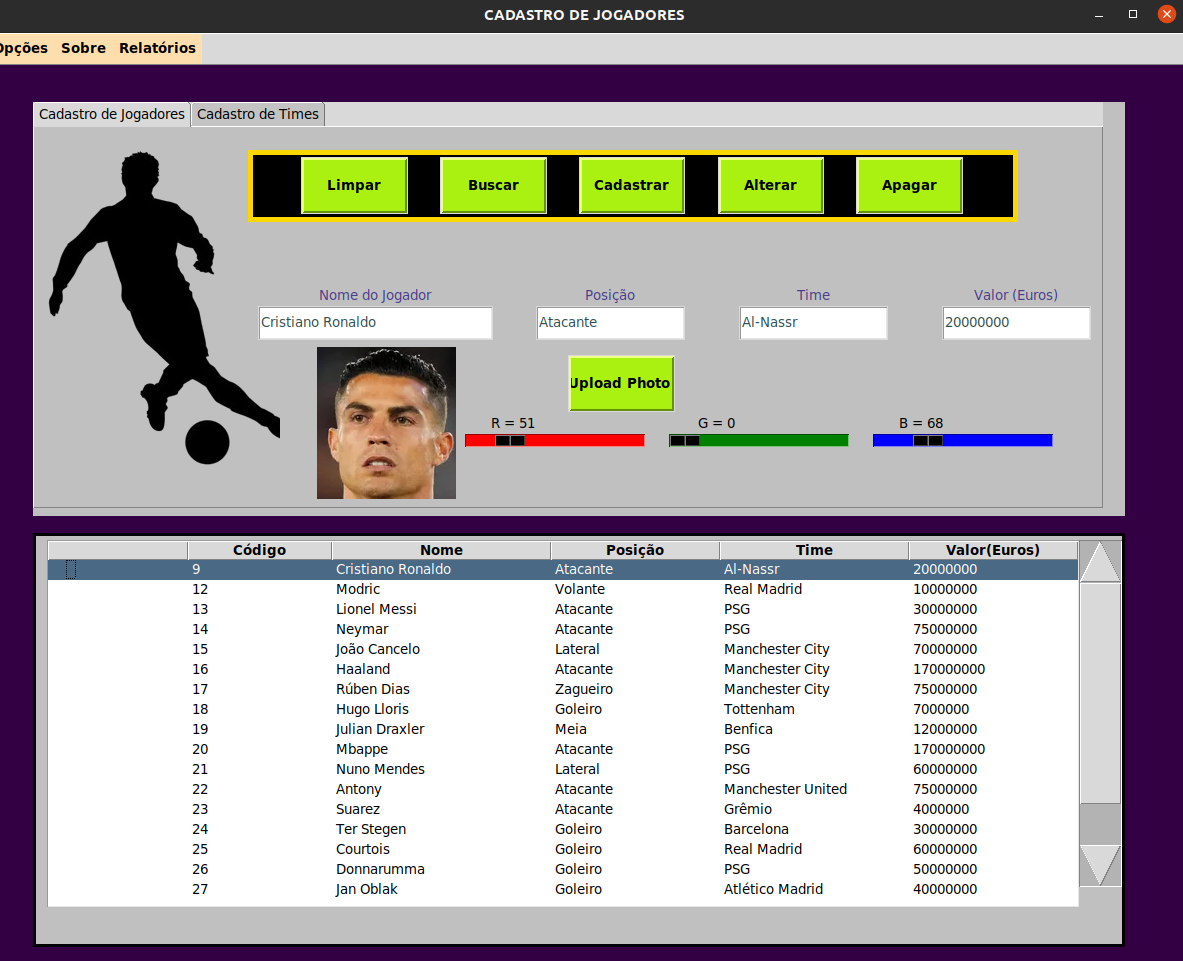 CADASTRO DE JOGADORES
Opções Sobre Relatórios
Cadastro de Jogadores Cadastro de Times
Limpar Buscar Cadastrar Alterar Apagar
Nome do Jogador Posição Time Valor (Euros)
Cristiano Ronaldo Atacante Al-Nassr 20000000
Upload Photo
R = 51 G = 0 B = 68
Código Nome Posição Time Valor(Euros)
9 Cristiano Ronaldo Atacante Al-Nassr 20000000
12 Modric Volante Real Madrid 10000000
13 Lionel Messi Atacante PSG 30000000
14 Neymar Atacante PSG 75000000
15 João Cancelo Lateral Manchester City 70000000
16 Haaland Atacante Manchester City 170000000
17 Rúben Dias Zagueiro Manchester City 75000000
18 Hugo Lloris Goleiro Tottenham 7000000
19 Julian Draxler Meia Benfica 12000000
20 Mbappe Atacante PSG 170000000
21 Nuno Mendes Lateral PSG 60000000
22 Antony Atacante Manchester United 75000000
23 Suarez Atacante Grêmio 4000000
24 Ter Stegen Goleiro Barcelona 30000000
25 Courtois Goleiro Real Madrid 60000000
26 Donnarumma Goleiro PSG 50000000
27 Jan Oblak Goleiro Atlético Madrid 40000000